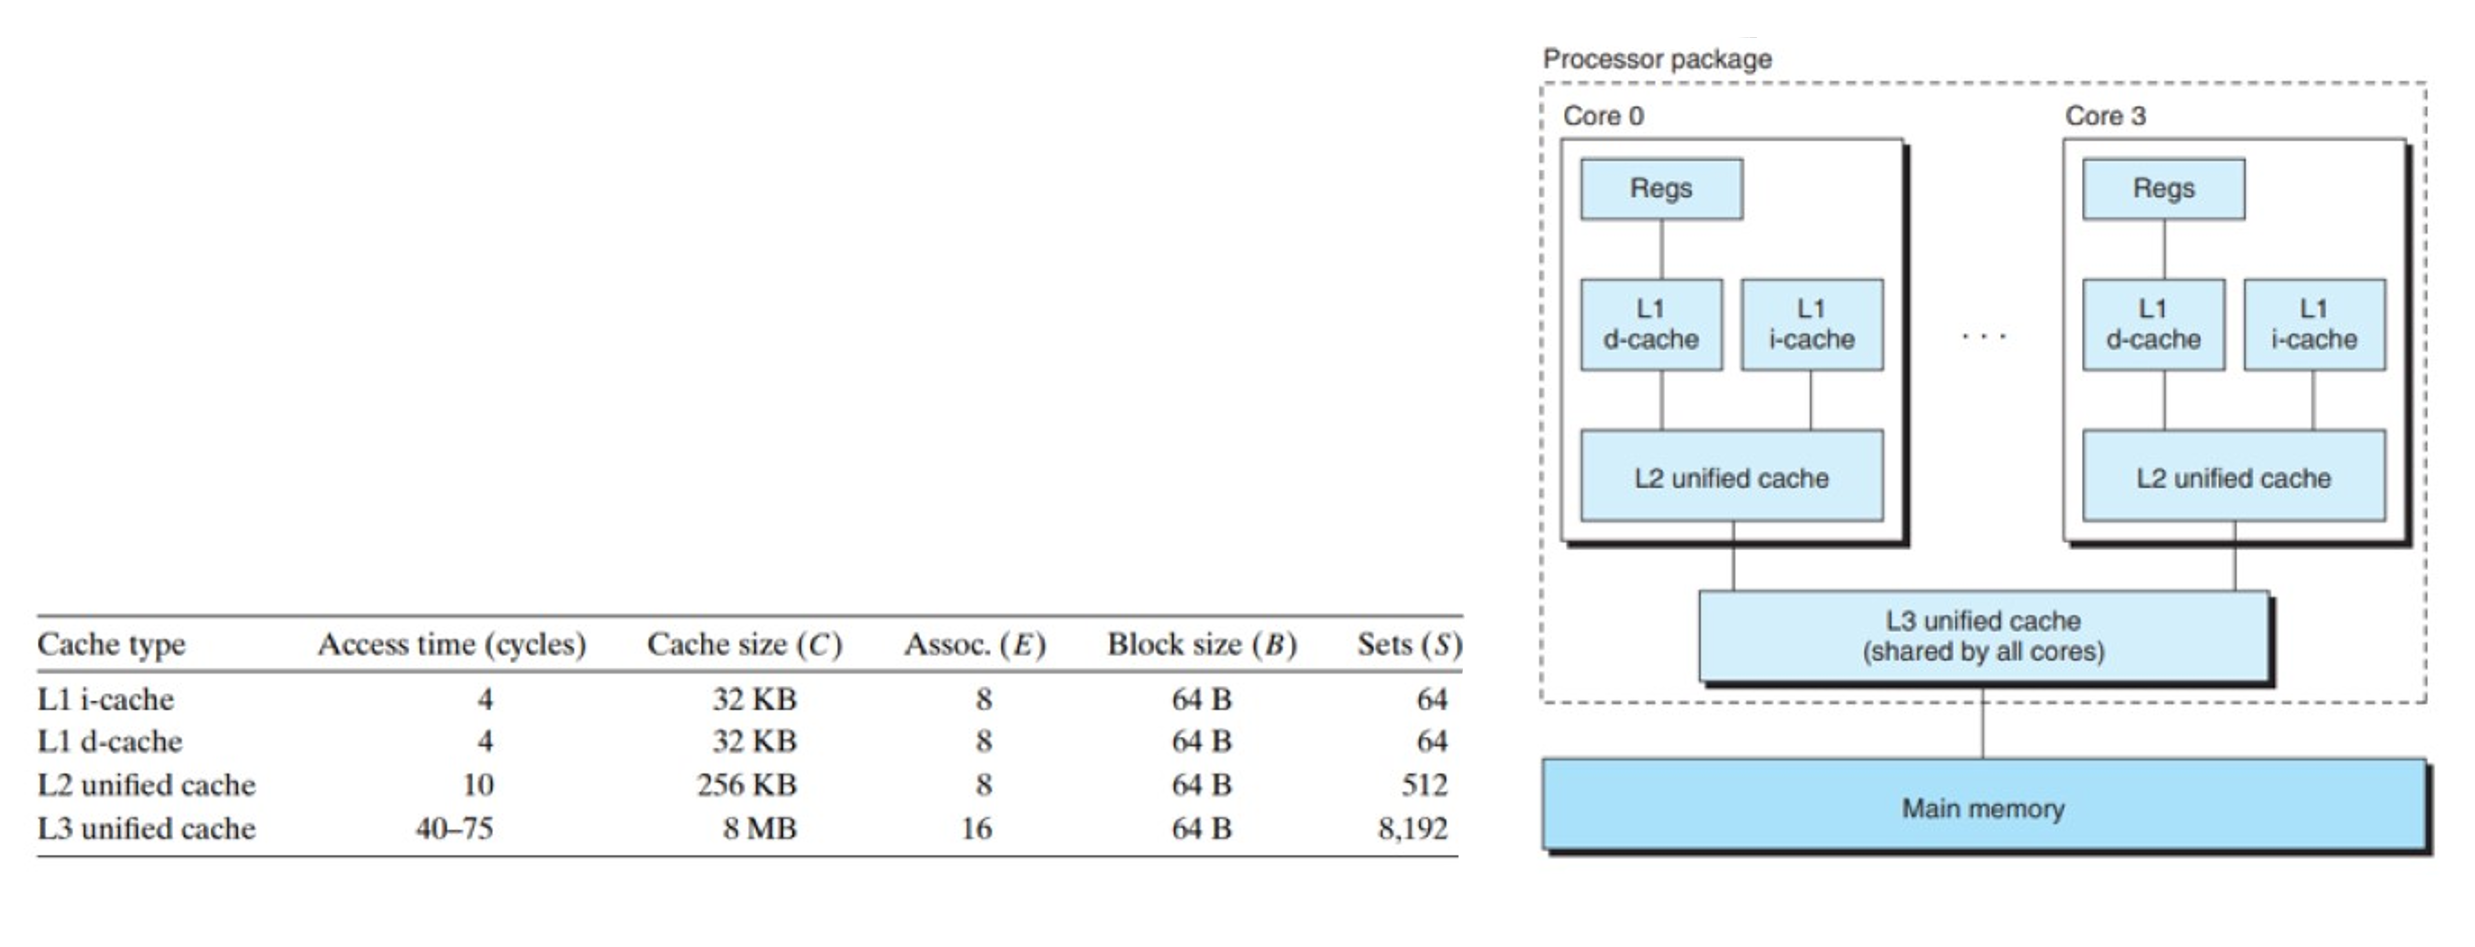 Cache type Access time (cycles) Cache size (C) Assoc. (E) Block size (B) Sets (S)
L1 i-cache 4 32 KB 8 64 B 64
L1 d-cache 4 32 KB 8 64 B 64
L2 unified cache 10 256 KB 8 64 B 512
L3 unified cache 40–75 8 MB 16 64 B 8,192
Processor package
Core 0
Regs
L1
d-cache
L1
i-cache
L2 unified cache
. . .
Core 3
Regs
L1
d-cache
L1
i-cache
L2 unified cache
L3 unified cache
(shared by all cores)
Main memory